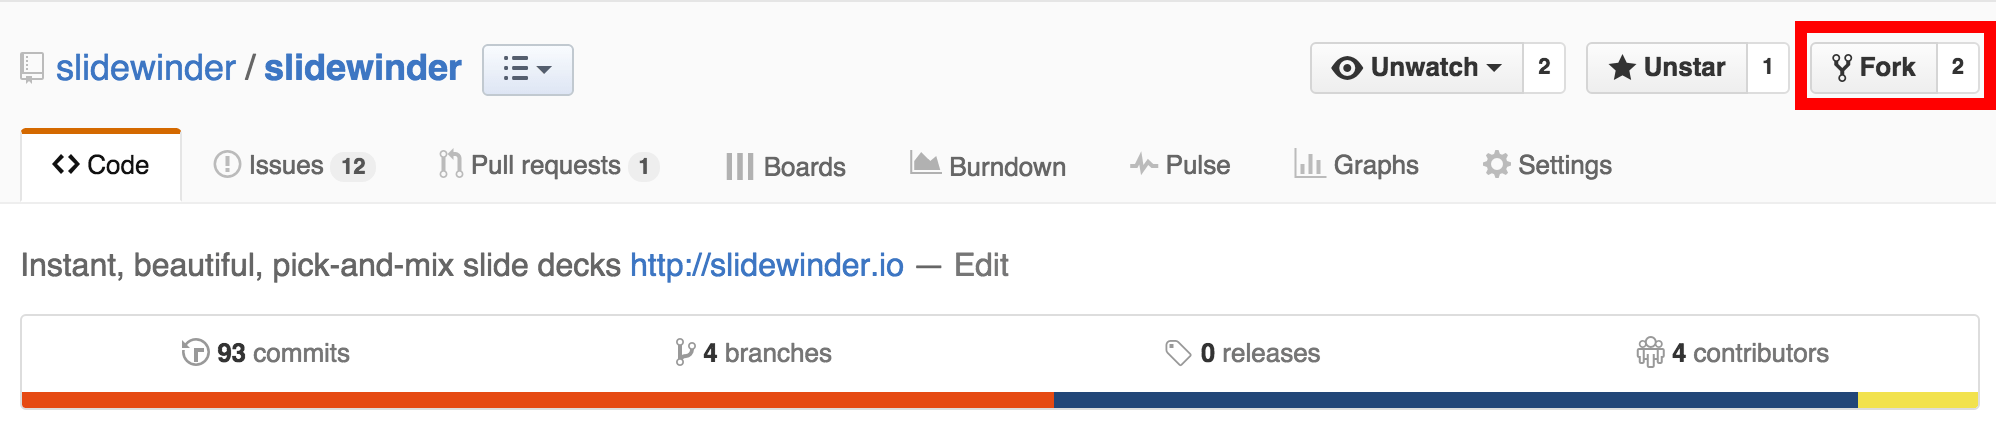 slidewinder / slidewinder Unwatch 2 Unstar 1 Fork 2
Code Issues 12 Pull requests 1 Boards Burndown Pulse Graphs Settings
Instant, beautiful, pick-and-mix slide decks http://slidewinder.io — Edit
93 commits 4 branches 0 releases 4 contributors